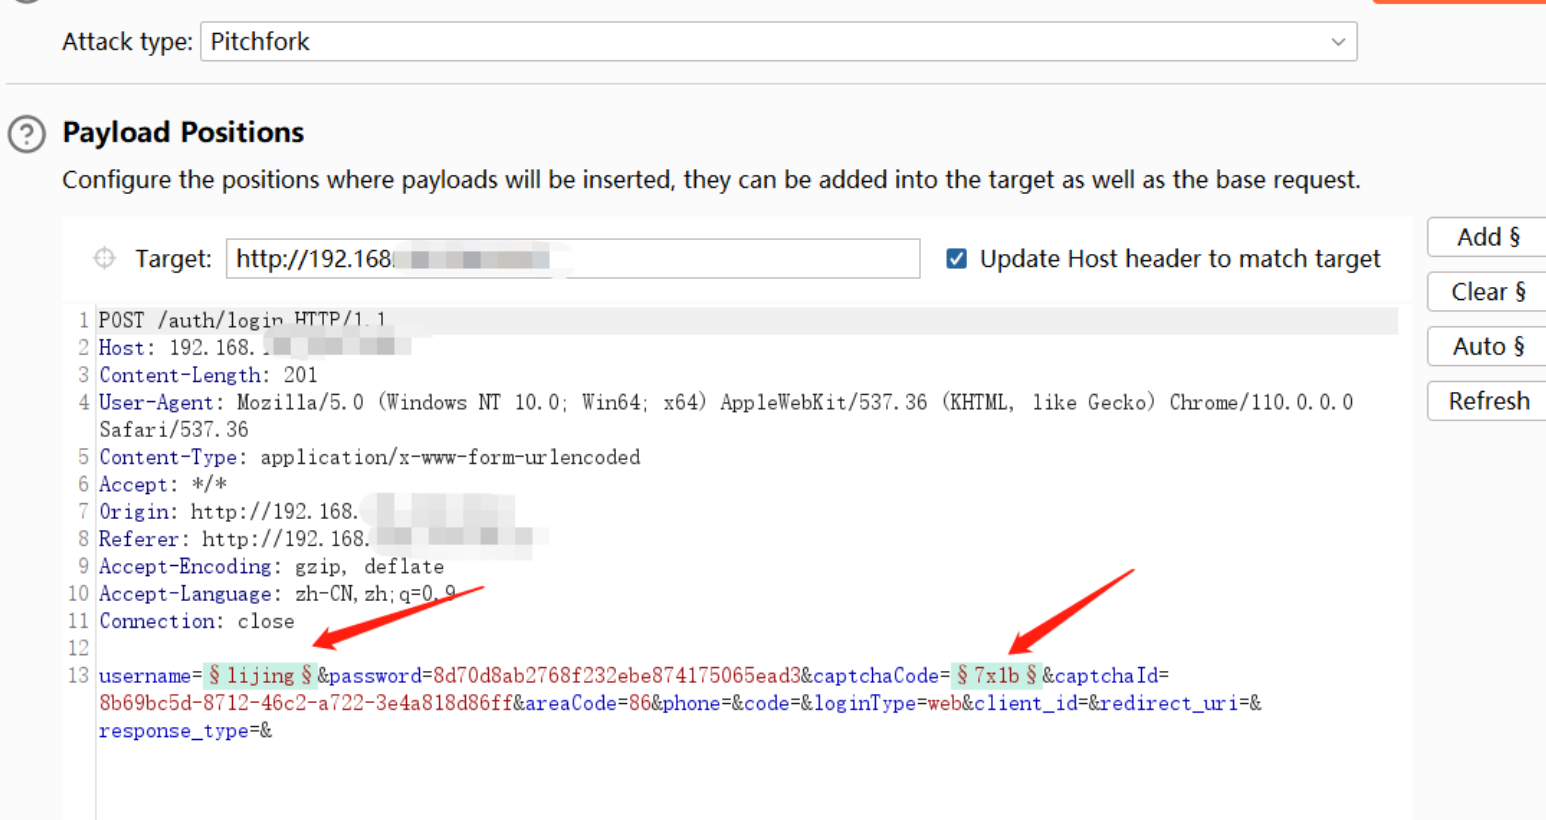 Attack type: Pitchfork
Payload Positions
Configure the positions where payloads will be inserted, they can be added into the target as well as the base request.
Target: http://192.168. Update Host header to match target
Add §
Clear §
Auto §
Refresh
1 POST /auth/login HTTP/1.1
2 Host: 192.168.
3 Content-Length: 201
4 User-Agent: Mozilla/5.0 (Windows NT 10.0; Win64; x64) AppleWebKit/537.36 (KHTML, like Gecko) Chrome/110.0.0.0
Safari/537.36
5 Content-Type: application/x-www-form-urlencoded
6 Accept: */*
7 Origin: http://192.168.
8 Referer: http://192.168.
9 Accept-Encoding: gzip, deflate
10 Accept-Language: zh-CN,zh;q=0.9
11 Connection: close
12
13 username=§lijing§&password=8d70d8ab2768f232ebe874175065ead3&captchaCode=§7x1b§&captchaId=
8b69bc5d-8712-46c2-a722-3e4a818d86ff&areaCode=86&phone=&code=&loginType=web&client_id=&redirect_uri=&
response_type=&